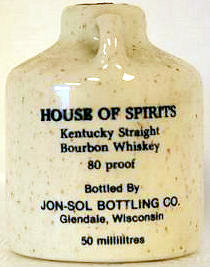 HOUSE OF SPIRITS
Kentucky Straight
Bourbon Whiskey
80 proof
Bottled By
JON-SOL BOTTLING CO.
Glendale, Wisconsin
50 millilitres